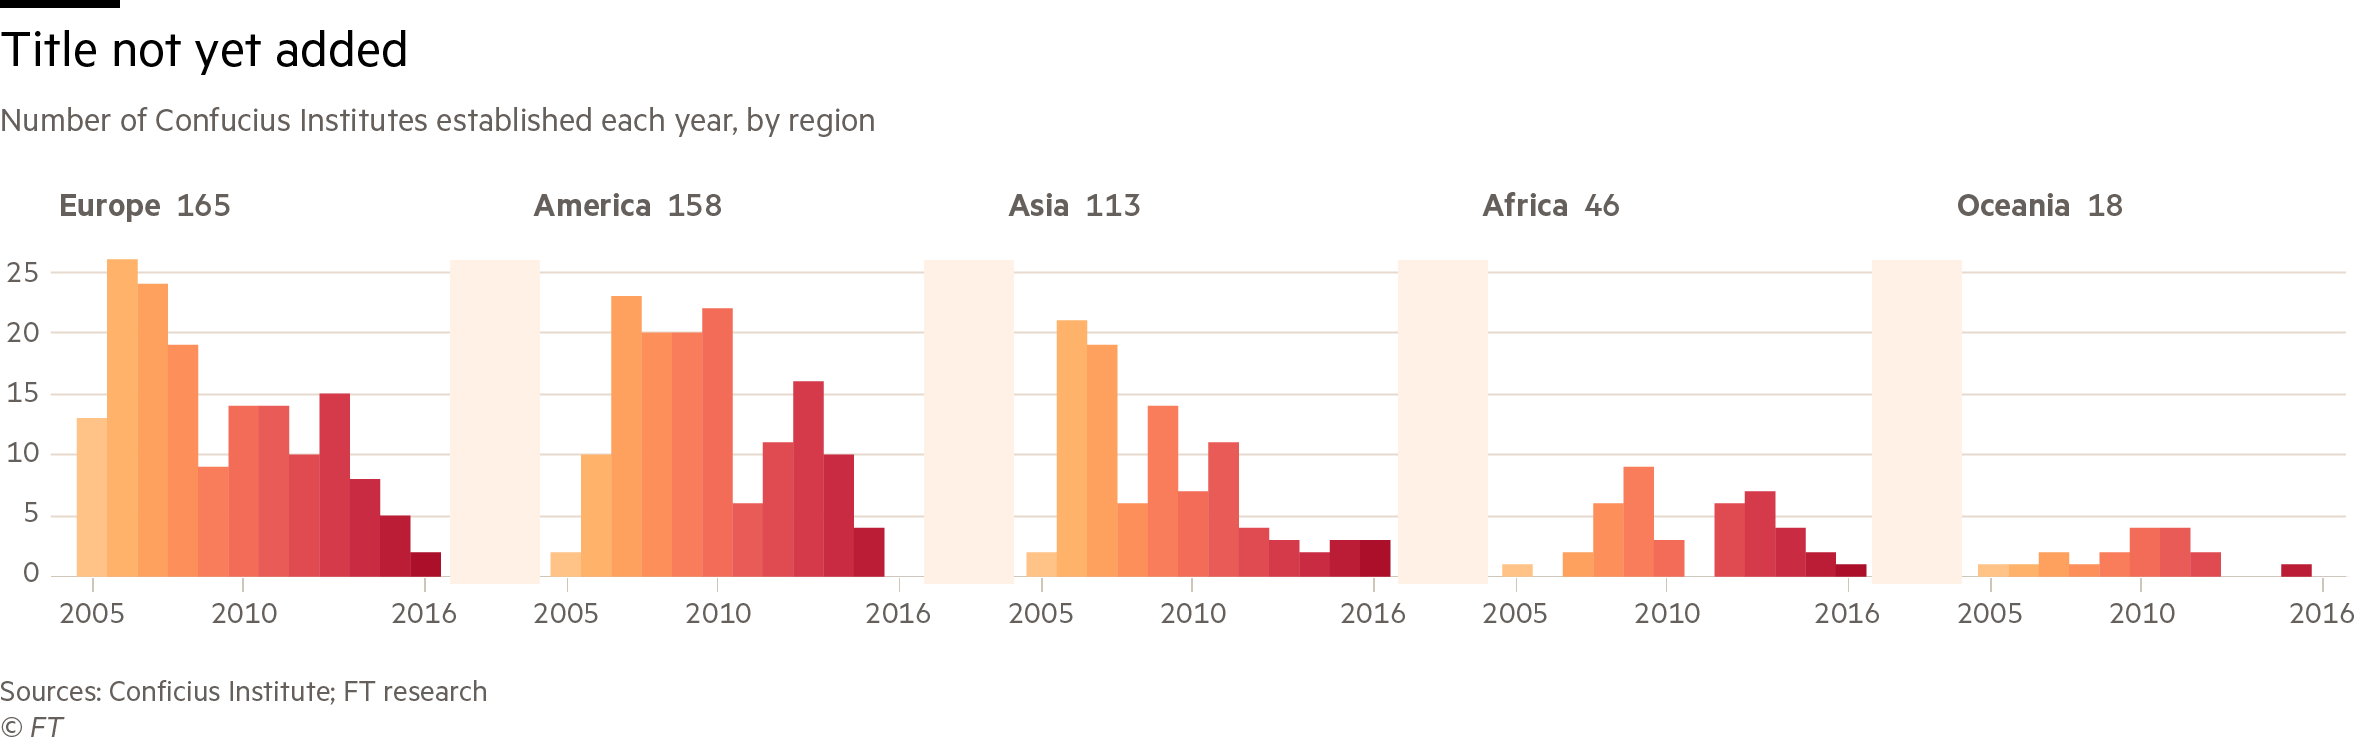 Title not yet added
Number of Confucius Institutes established each year, by region
Europe 165 America 158 Asia 113 Africa 46 Oceania 18
25
20
15
10
5
0
2005 2010 2016 2005 2010 2016 2005 2010 2016 2005 2010 2016 2005 2010 2016
Sources: Conficius Institute; FT research
© FT